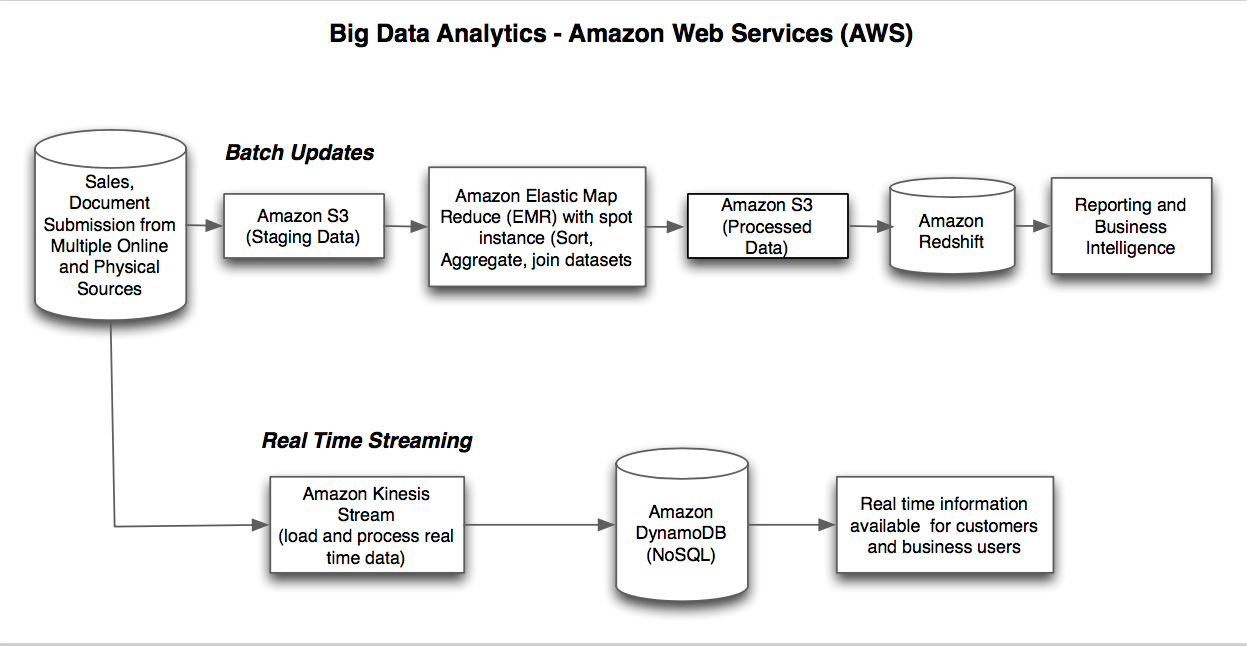 Big Data Analytics - Amazon Web Services (AWS)
Batch Updates
Sales,
Document
Submission from
Multiple Online
and Physical
Sources
Amazon S3
(Staging Data)
Amazon Elastic Map
Reduce (EMR) with spot
instance (Sort,
Aggregate, join datasets
Amazon S3
(Processed
Data)
Amazon
Redshift
Reporting and
Business
Intelligence
Real Time Streaming
Amazon Kinesis
Stream
(load and process real
time data)
Amazon
DynamoDB
(NoSQL)
Real time information
available  for customers
and business users